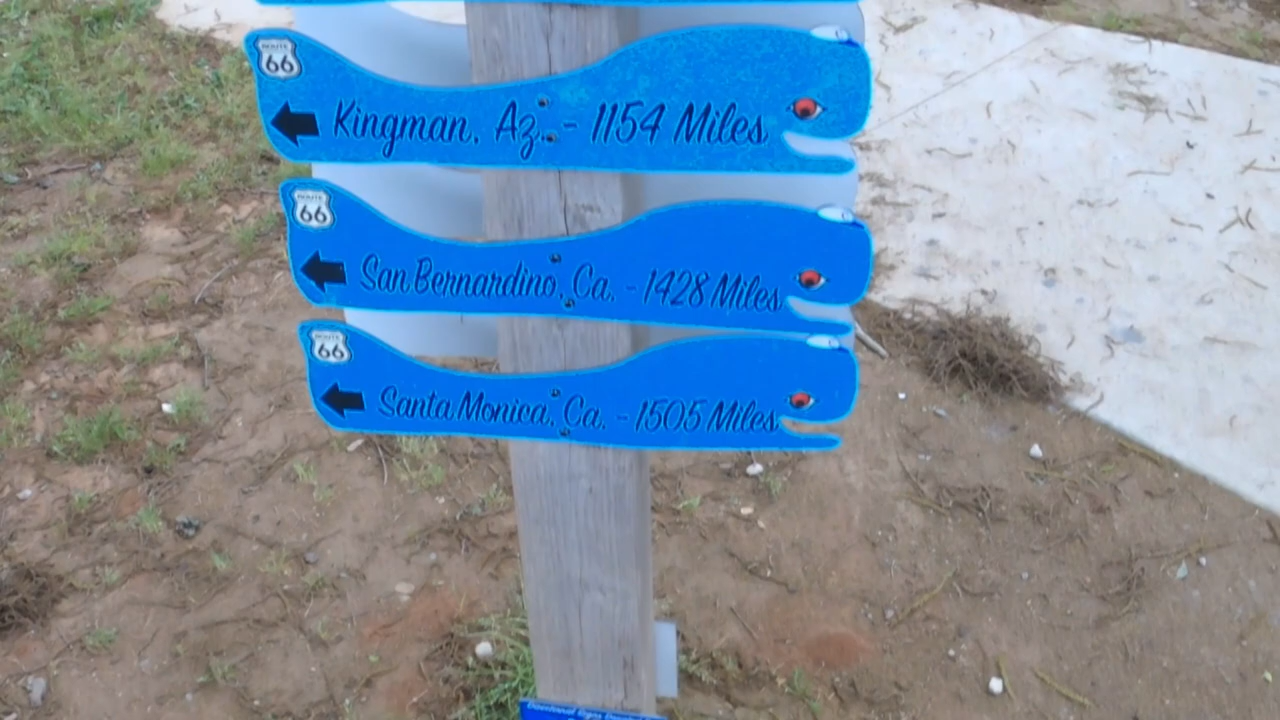 ROUTE
66
Kingman, Az. - 1154 Miles
ROUTE
66
San Bernardino, Ca. - 1428 Miles
ROUTE
66
Santa Monica, Ca. - 1505 Miles